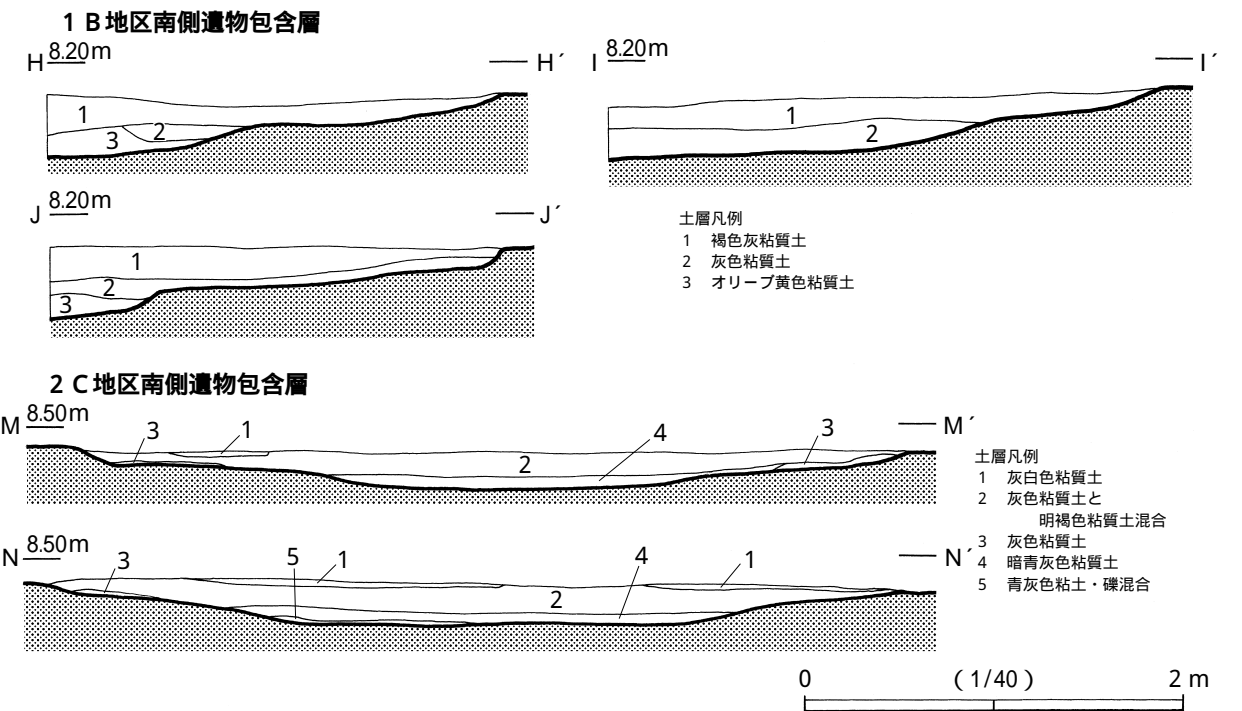 1 B地区南側遺物包含層
H 8.20m H´
1
2
3
I 8.20m I´
1
2
J 8.20m J´
1
2
3
土層凡例
1 褐色灰粘質土
2 灰色粘質土
3 オリーブ黄色粘質土
2 C地区南側遺物包含層
M 8.50m M´
3 1 4 3
2
N 8.50m N´
3 5 1 4 1
2
土層凡例
1 灰白色粘質土
2 灰色粘質土と
明褐色粘質土混合
3 灰色粘質土
4 暗青灰色粘質土
5 青灰色粘土・礫混合
0 (1/40) 2 m